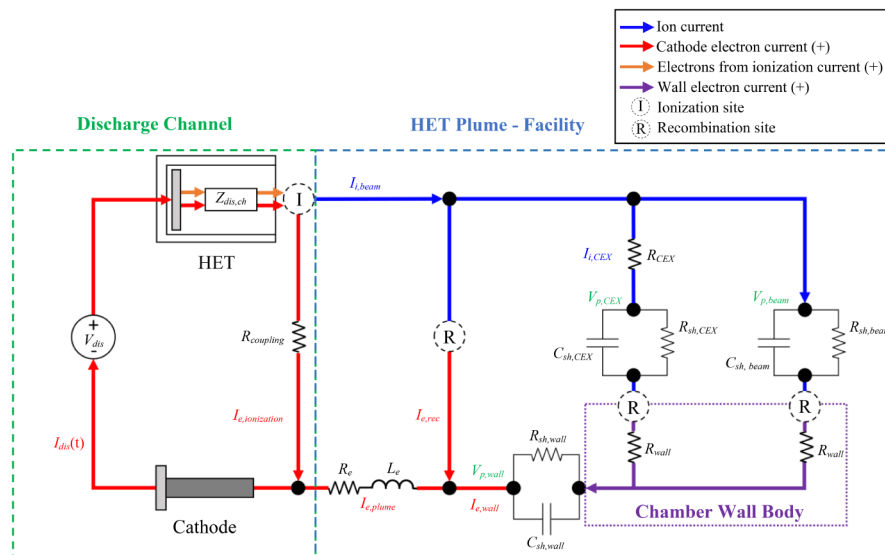 Ion current
Cathode electron current (+)
Electrons from ionization current (+)
Wall electron current (+)
I Ionization site
R Recombination site
Discharge Channel
HET Plume - Facility
Z_dis,ch
I
I_i,beam
HET
I_i,CEX
R_CEX
V_p,CEX
V_p,beam
+
V_dis
-
R_coupling
R
C_sh,CEX
R_sh,CEX
C_sh, beam
R_sh,beam
I_dis(t)
I_e,ionization
I_e,rec
R
R
R_sh,wall
R_wall
R_wall
R_e
L_e
V_p,wall
I_e,plume
I_e,wall
Chamber Wall Body
Cathode
C_sh,wall